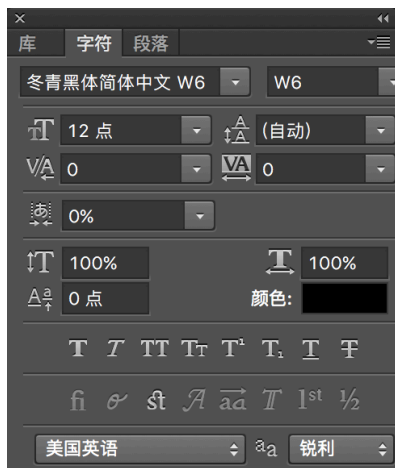 库 字符 段落
冬青黑体简体中文 W6 W6
12 点 (自动)
0 0
0%
100% 100%
0 点 颜色:
T T TT Tт T¹ T₁ T T
fi st A aa T 1st ½
美国英语 aa 锐利